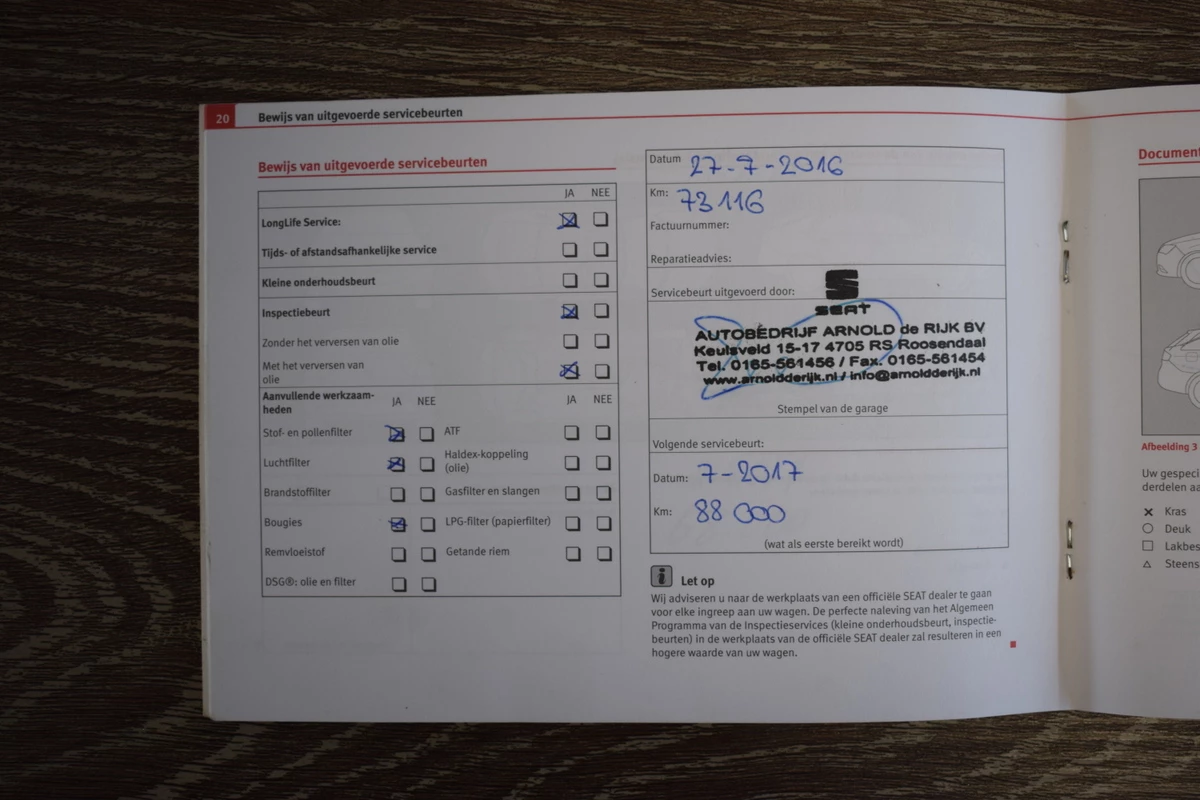 20 Bewijs van uitgevoerde servicebeurten
Bewijs van uitgevoerde servicebeurten
JA NEE
LongLife Service:
Tijds- of afstandsafhankelijke service
Kleine onderhoudsbeurt
Inspectiebeurt
Zonder het verversen van olie
Met het verversen van
olie
Aanvullende werkzaam-
heden
JA NEE JA NEE
Stof- en pollenfilter ATF
Luchtfilter Haldex-koppeling
(olie)
Brandstoffilter Gasfilter en slangen
Bougies LPG-filter (papierfilter)
Remvloeistof Getande riem
DSG®: olie en filter
Datum 27-7-2016
Km: 73116
Factuurnummer:
Reparatieadvies:
Servicebeurt uitgevoerd door:
SEAT
AUTOBEDRIJF ARNOLD de RIJK BV
Keulsveld 15-17 4705 RS Roosendaal
Tel. 0165-561456 / Fax. 0165-561454
www.arnoldderijk.nl / info@arnoldderijk.nl
Stempel van de garage
Volgende servicebeurt:
Datum: 7-2017
Km: 88 000
(wat als eerste bereikt wordt)
i Let op
Wij adviseren u naar de werkplaats van een officiële SEAT dealer te gaan
voor elke ingreep aan uw wagen. De perfecte naleving van het Algemeen
Programma van de Inspectieservices (kleine onderhoudsbeurt, inspectie-
beurten) in de werkplaats van de officiële SEAT dealer zal resulteren in een
hogere waarde van uw wagen.
Document
Afbeelding 3
Uw gespeci
derdelen aa
Kras
Deuk
Lakbes
Steens